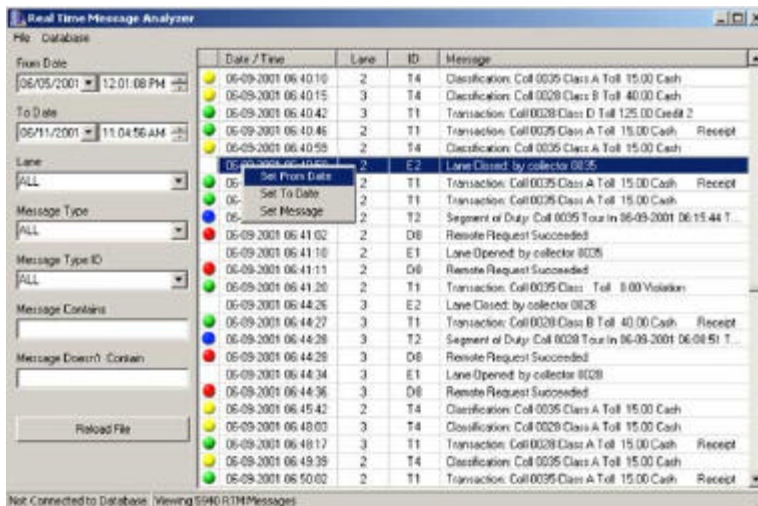 Real Time Message Analyzer
File Database
From Date
06/05/2001 12:01:08 PM
To Date
06/11/2001 11:04:56 AM
Lane
ALL
Message Type
ALL
Message Type ID
ALL
Message Contains
Message Doesn't Contain
Reload File
Date / Time Lane ID Message
06-09-2001 06:40:10 2 T4 Classification: Coll 0035 Class A Toll 15.00 Cash
06-09-2001 06:40:15 3 T4 Classification: Coll 0028 Class B Toll 40.00 Cash
06-09-2001 06:40:42 3 T1 Transaction: Coll 0028 Class D Toll 125.00 Credit 2
06-09-2001 06:40:46 2 T1 Transaction: Coll 0035 Class A Toll 15.00 Cash Receipt
06-09-2001 06:40:59 2 T4 Classification: Coll 0035 Class A Toll 15.00 Cash
2 E2 Lane Closed: by collector 0035
Set From Date
Set To Date
Set Message
06- 2 T1 Transaction: Coll 0035 Class A Toll 15.00 Cash Receipt
06- 2 T1 Transaction: Coll 0035 Class A Toll 15.00 Cash
06- 2 T2 Segment of Duty: Coll 0035 Tour In 06-09-2001 06:15:44 T...
06-09-2001 06:41:02 2 D8 Remote Request Succeeded
06-09-2001 06:41:10 2 E1 Lane Opened: by collector 0035
06-09-2001 06:41:11 2 D8 Remote Request Succeeded
06-09-2001 06:41:20 2 T1 Transaction: Coll 0035 Class Toll 0.00 Violation
06-09-2001 06:44:26 3 E2 Lane Closed: by collector 0028
06-09-2001 06:44:27 3 T1 Transaction: Coll 0028 Class B Toll 40.00 Cash Receipt
06-09-2001 06:44:28 3 T2 Segment of Duty: Coll 0028 Tour In 06-09-2001 06:08:51 T...
06-09-2001 06:44:29 3 D8 Remote Request Succeeded
06-09-2001 06:44:34 3 E1 Lane Opened: by collector 0028
06-09-2001 06:44:36 3 D8 Remote Request Succeeded
06-09-2001 06:45:42 2 T4 Classification: Coll 0035 Class A Toll 15.00 Cash
06-09-2001 06:48:03 3 T4 Classification: Coll 0028 Class A Toll 15.00 Cash
06-09-2001 06:48:17 3 T1 Transaction: Coll 0028 Class A Toll 15.00 Cash Receipt
06-09-2001 06:49:39 2 T4 Classification: Coll 0035 Class A Toll 15.00 Cash
06-09-2001 06:50:02 2 T1 Transaction: Coll 0035 Class A Toll 15.00 Cash Receipt
Not Connected to Database Viewing 5940 RTM Messages